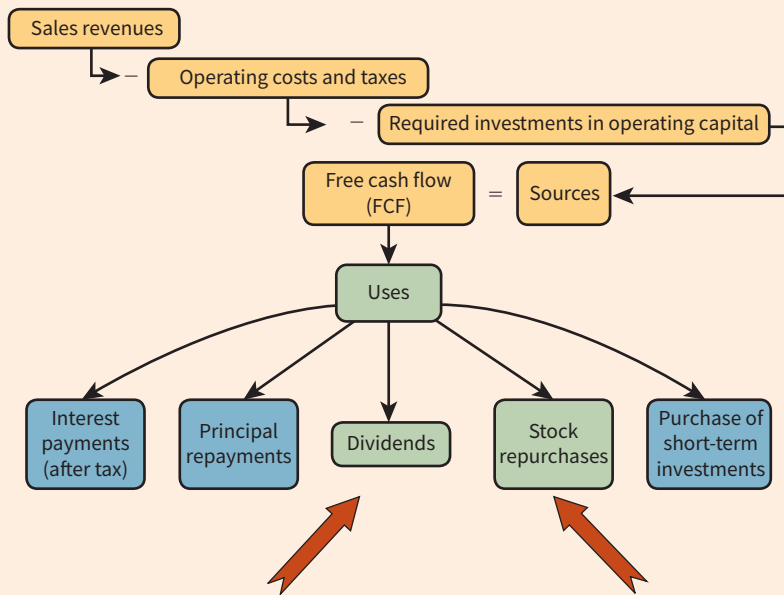 Sales revenues
– Operating costs and taxes
– Required investments in operating capital
Free cash flow
(FCF)
= Sources
Uses
Interest
payments
(after tax)
Principal
repayments
Dividends
Stock
repurchases
Purchase of
short-term
investments